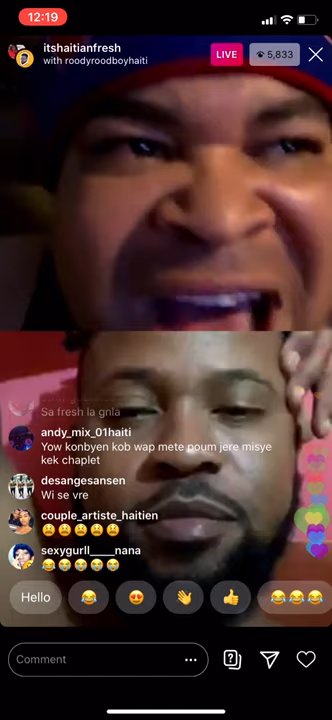 12:19
itshaitianfresh
with roodyroodboyhaiti
LIVE
5,833
Sa fresh la gnla
andy_mix_01haiti
Yow konbyen kob wap mete poum jere misye
kek chaplet
desangesansen
Wi se vre
couple_artiste_haitien
😫😫😫😫😫
sexygurll____nana
😂😂😂😂😂
Hello 😂 😍 👋 👍 😂😂😂
Comment